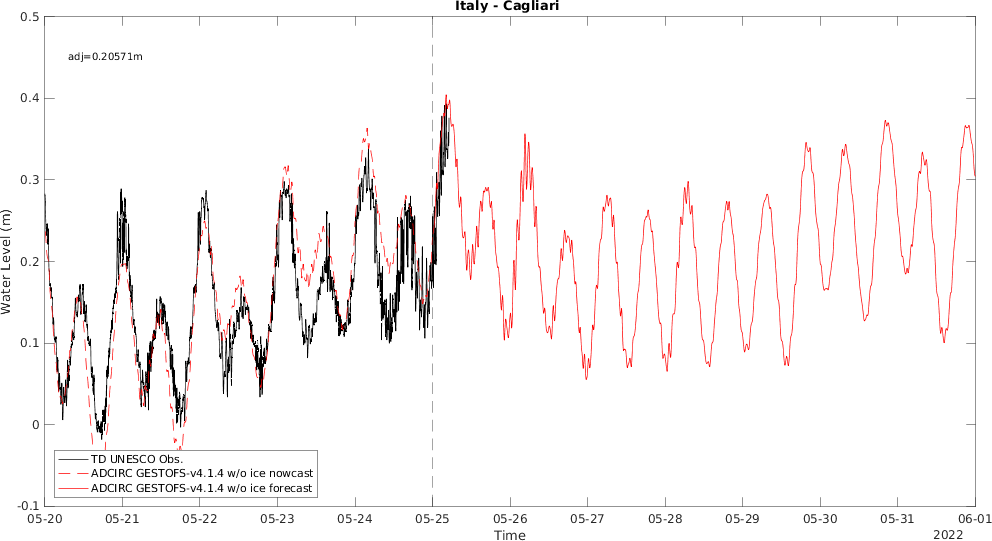 Italy - Cagliari
adj=0.20571m
Water Level (m)
0.5
0.4
0.3
0.2
0.1
0
-0.1
TD UNESCO Obs.
ADCIRC GESTOFS-v4.1.4 w/o ice nowcast
ADCIRC GESTOFS-v4.1.4 w/o ice forecast
05-20 05-21 05-22 05-23 05-24 05-25 05-26 05-27 05-28 05-29 05-30 05-31 06-01
Time
2022